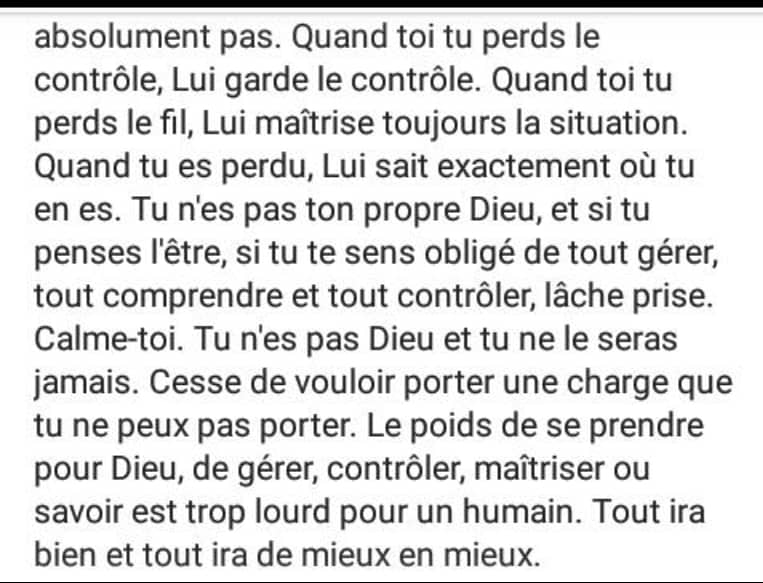 absolument pas. Quand toi tu perds le
contrôle, Lui garde le contrôle. Quand toi tu
perds le fil, Lui maîtrise toujours la situation.
Quand tu es perdu, Lui sait exactement où tu
en es. Tu n'es pas ton propre Dieu, et si tu
penses l'être, si tu te sens obligé de tout gérer,
tout comprendre et tout contrôler, lâche prise.
Calme-toi. Tu n'es pas Dieu et tu ne le seras
jamais. Cesse de vouloir porter une charge que
tu ne peux pas porter. Le poids de se prendre
pour Dieu, de gérer, contrôler, maîtriser ou
savoir est trop lourd pour un humain. Tout ira
bien et tout ira de mieux en mieux.